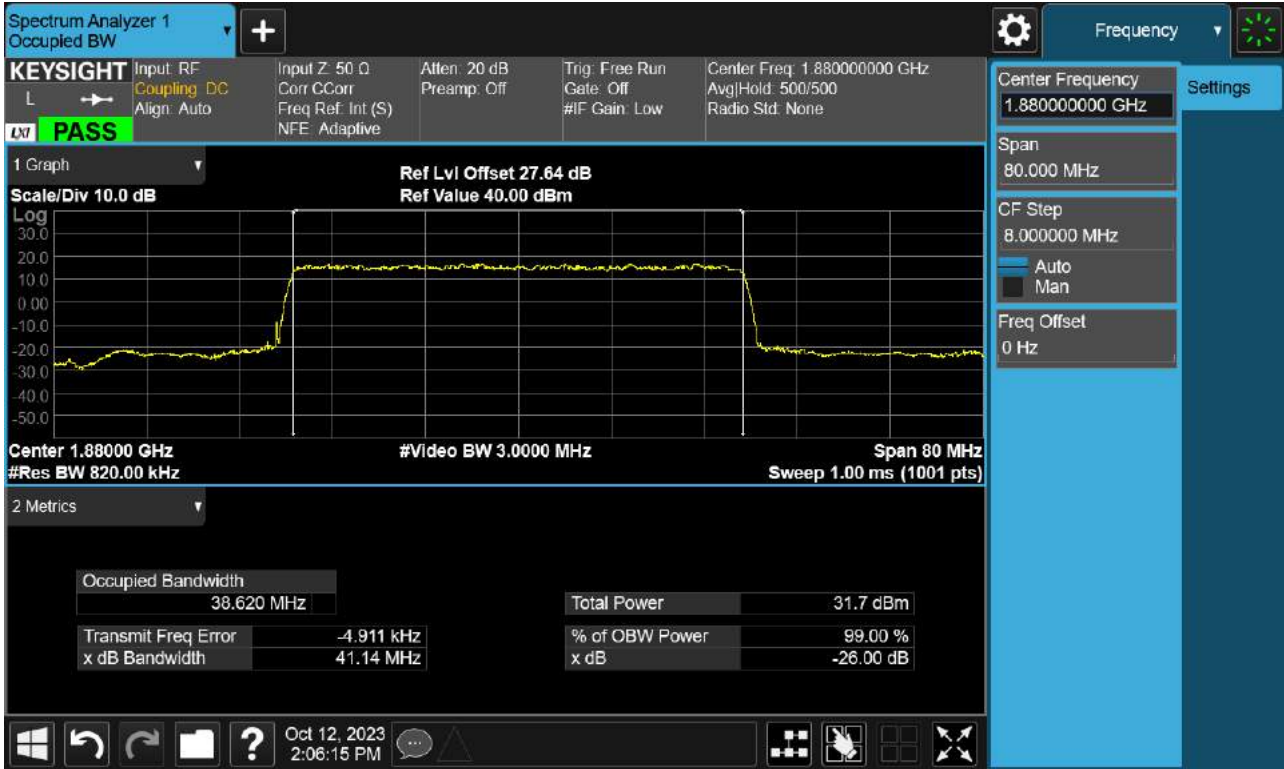 Spectrum Analyzer 1
Occupied BW
Frequency
KEYSIGHT
L
LXI
PASS
Input: RF
Coupling: DC
Align: Auto
Input Z: 50 Ω
Corr CCorr
Freq Ref: Int (S)
NFE: Adaptive
Atten: 20 dB
Preamp: Off
Trig: Free Run
Gate: Off
#IF Gain: Low
Center Freq: 1.880000000 GHz
Avg|Hold: 500/500
Radio Std: None
Center Frequency
1.880000000 GHz
Settings
Span
80.000 MHz
CF Step
8.000000 MHz
Auto
Man
Freq Offset
0 Hz
1 Graph
Scale/Div 10.0 dB
Ref Lvl Offset 27.64 dB
Ref Value 40.00 dBm
Log
30.0
20.0
10.0
0.00
-10.0
-20.0
-30.0
-40.0
-50.0
Center 1.88000 GHz
#Video BW 3.0000 MHz
Span 80 MHz
#Res BW 820.00 kHz
Sweep 1.00 ms (1001 pts)
2 Metrics
Occupied Bandwidth
38.620 MHz
Total Power 31.7 dBm
Transmit Freq Error -4.911 kHz
% of OBW Power 99.00 %
x dB Bandwidth 41.14 MHz
x dB -26.00 dB
?
Oct 12, 2023
2:06:15 PM